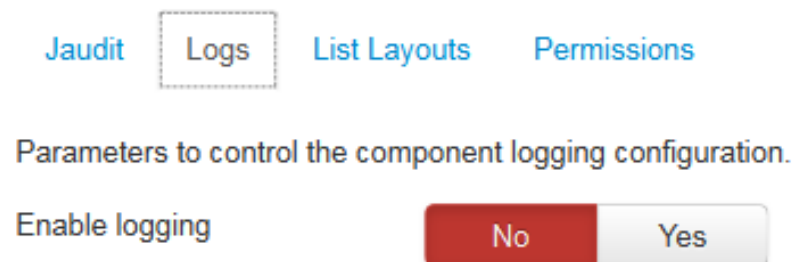 Jaudit Logs List Layouts Permissions
Parameters to control the component logging configuration.
Enable logging No Yes